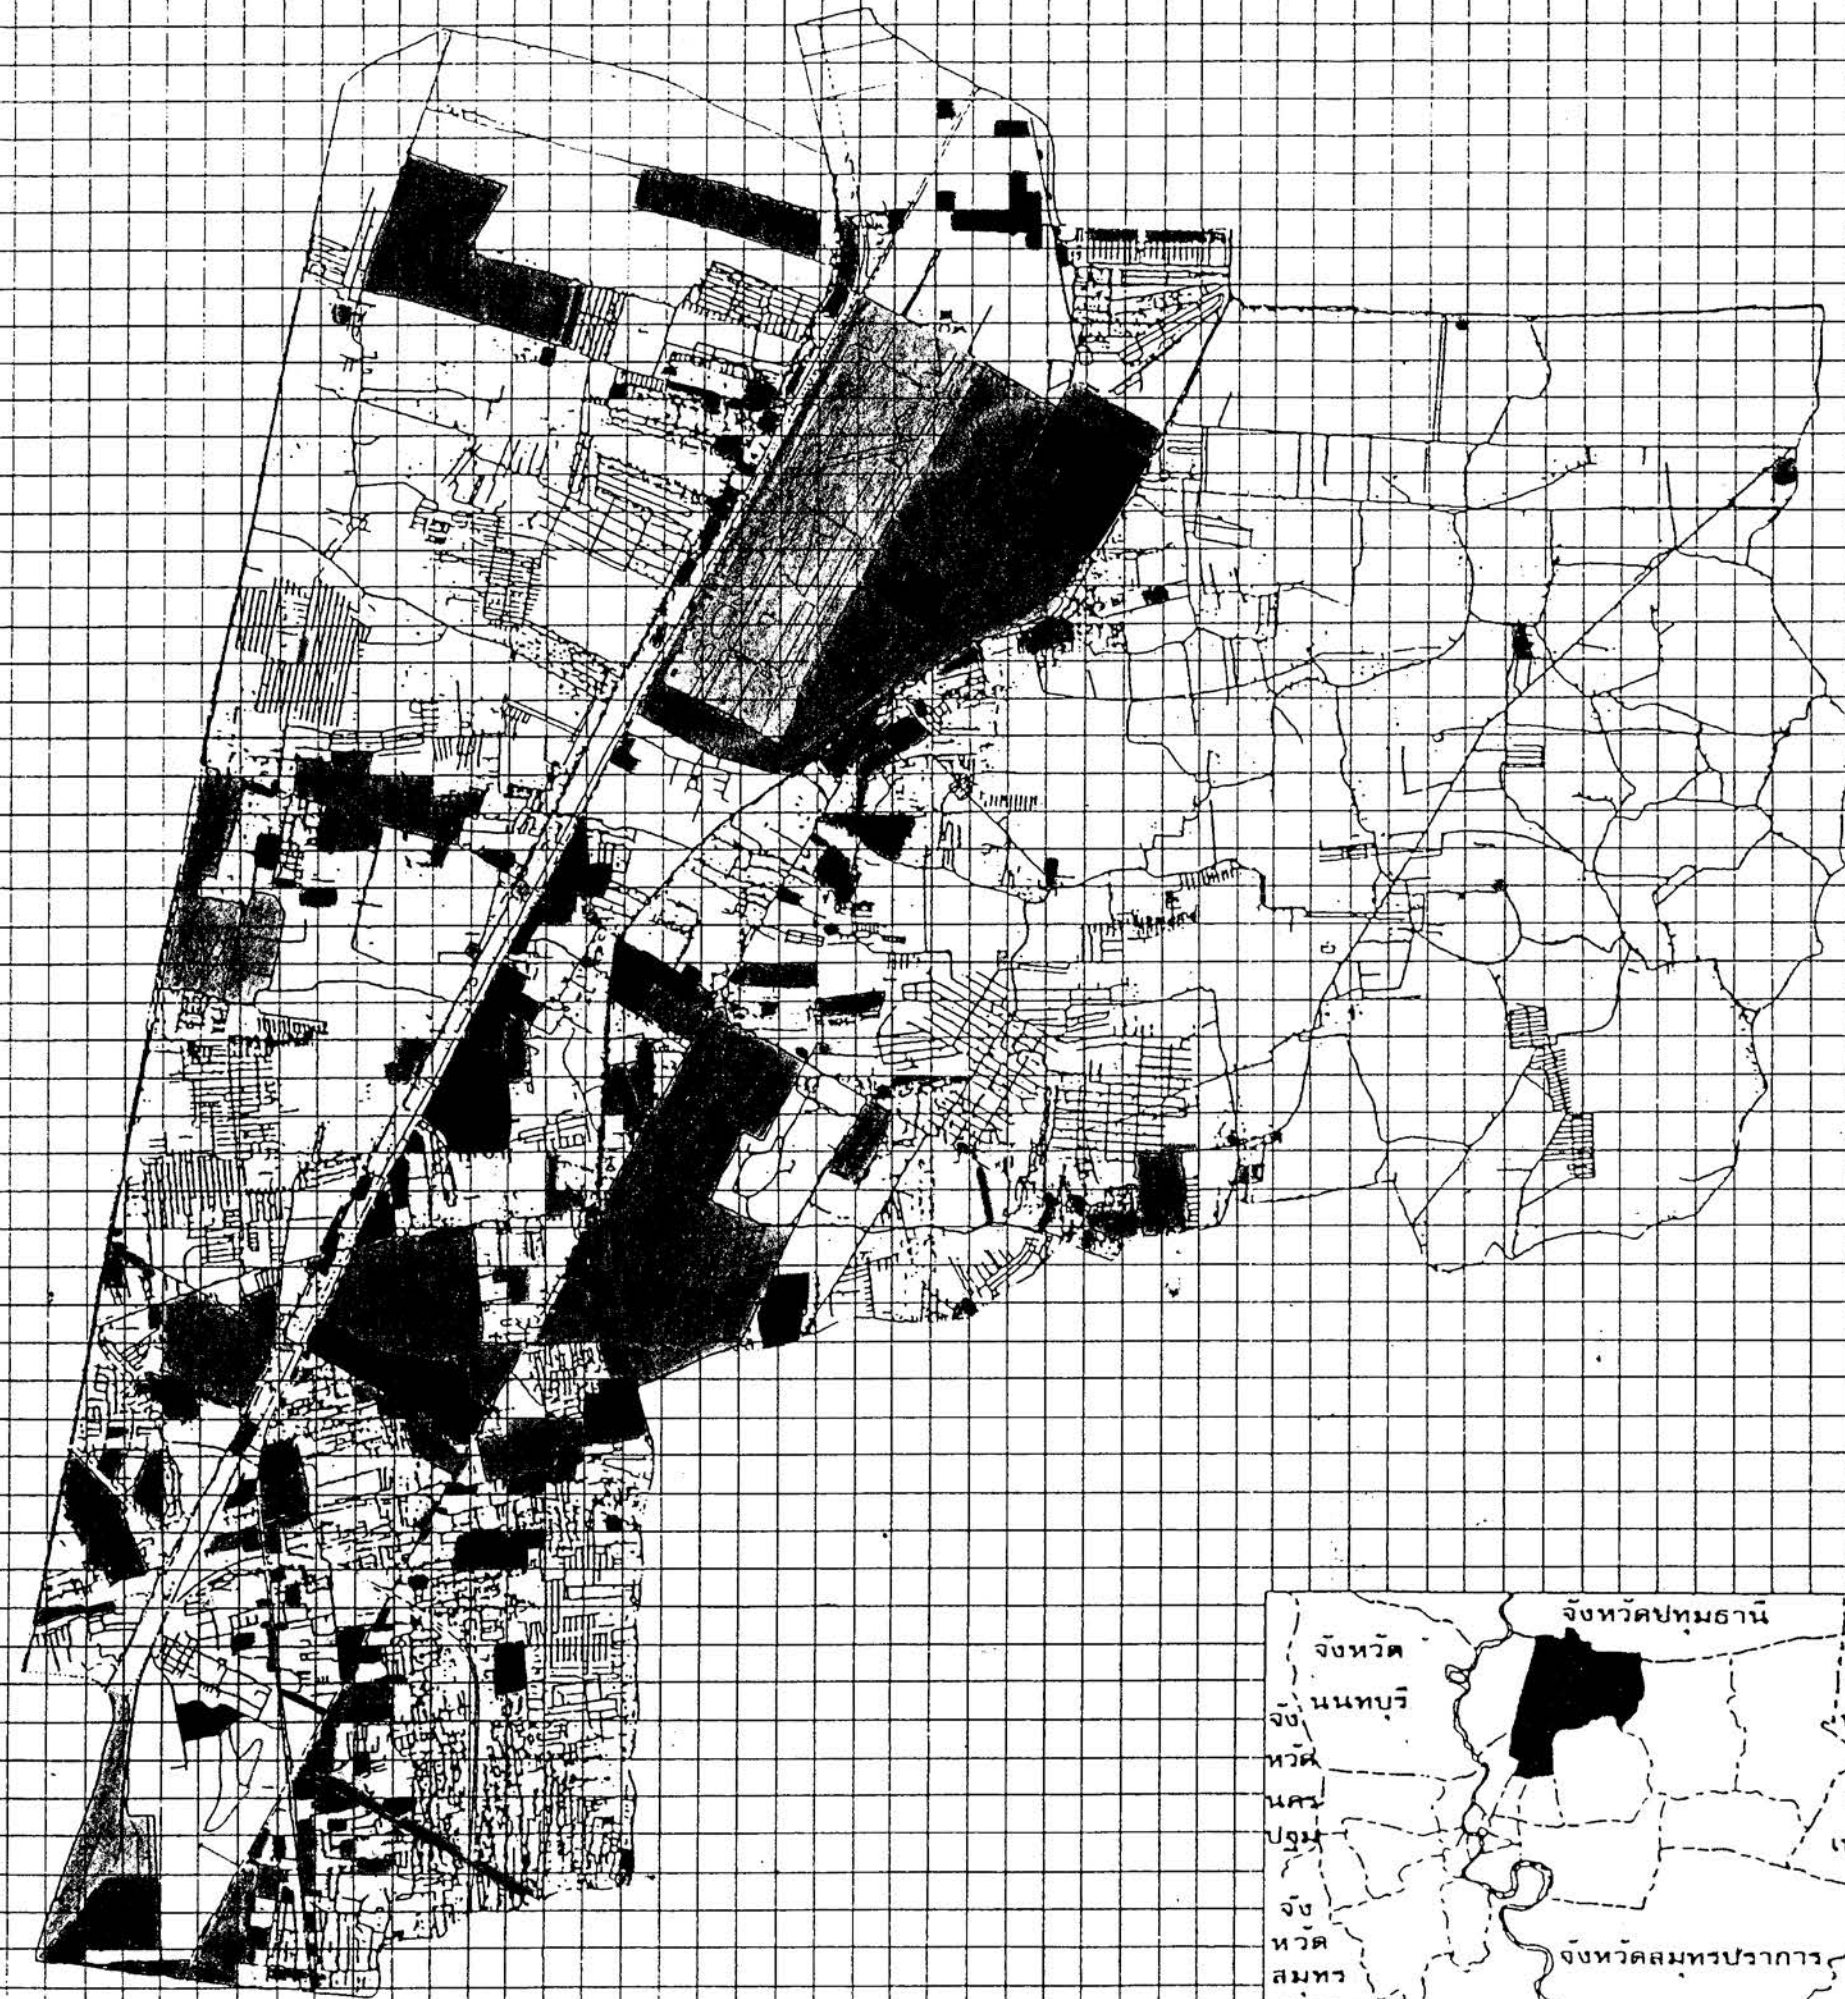 จังหวัดปทุมธานี
จังหวัด
นนทบุรี
จัง
หวัด
นคร
ปฐม
จัง
หวัด
สมุทร
จังหวัดสมุทรปราการ